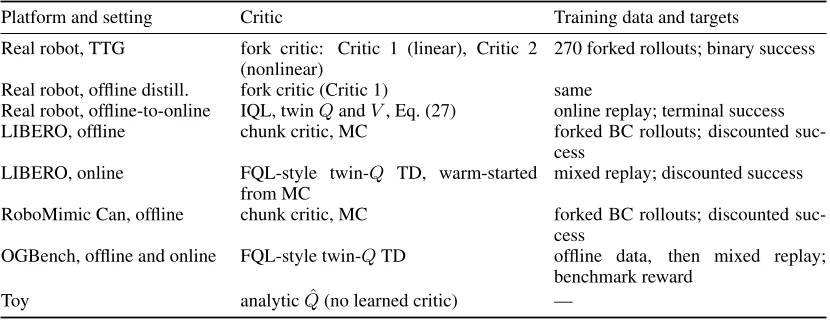 Platform and setting Critic Training data and targets
Real robot, TTG fork critic: Critic 1 (linear), Critic 2 270 forked rollouts; binary success
(nonlinear)
Real robot, offline distill. fork critic (Critic 1) same
Real robot, offline-to-online IQL, twin Q and V, Eq. (27) online replay; terminal success
LIBERO, offline chunk critic, MC forked BC rollouts; discounted suc-
cess
LIBERO, online FQL-style twin-Q TD, warm-started mixed replay; discounted success
from MC
RoboMimic Can, offline chunk critic, MC forked BC rollouts; discounted suc-
cess
OGBench, offline and online FQL-style twin-Q TD offline data, then mixed replay;
benchmark reward
Toy analytic Q̂ (no learned critic) —